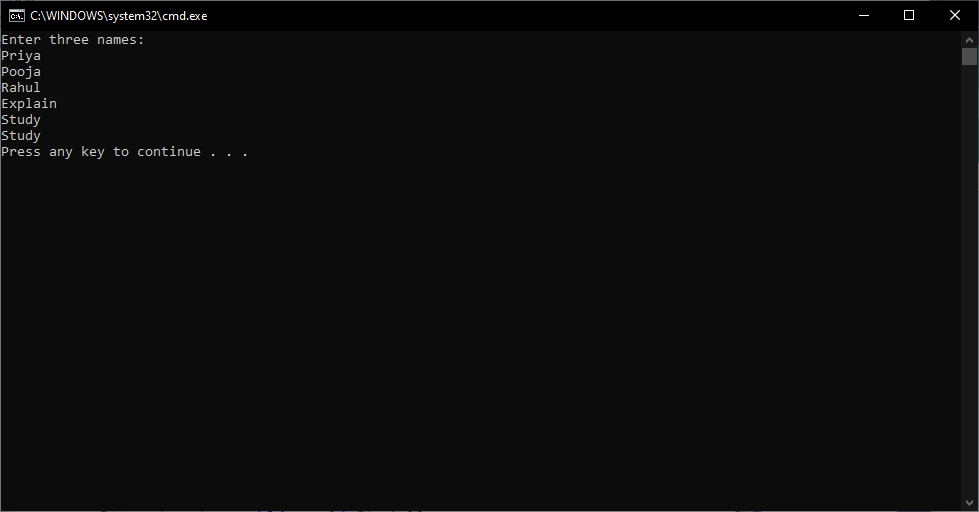 C:\WINDOWS\system32\cmd.exe
Enter three names:
Priya
Pooja
Rahul
Explain
Study
Study
Press any key to continue . . .